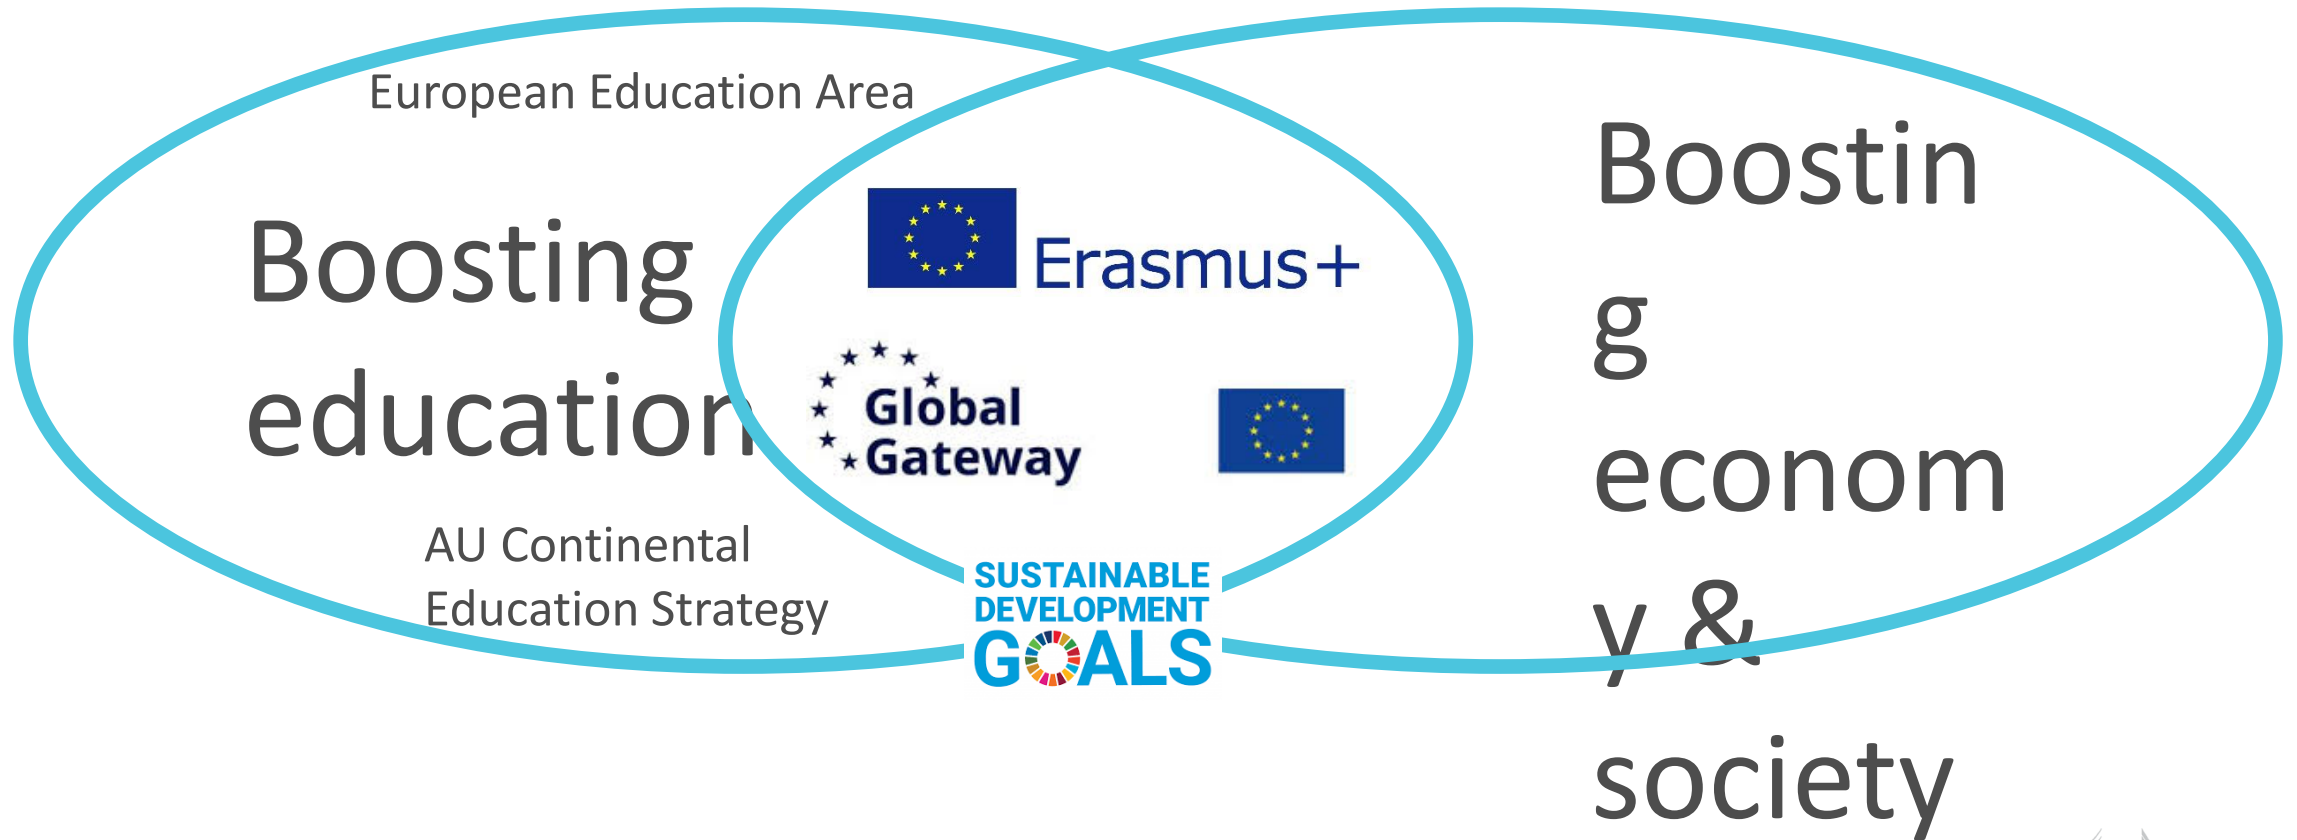 European Education Area
Boosting
education
AU Continental
Education Strategy
Erasmus+
Global
Gateway
SUSTAINABLE
DEVELOPMENT
GOALS
Boostin
g
econom
y &
society